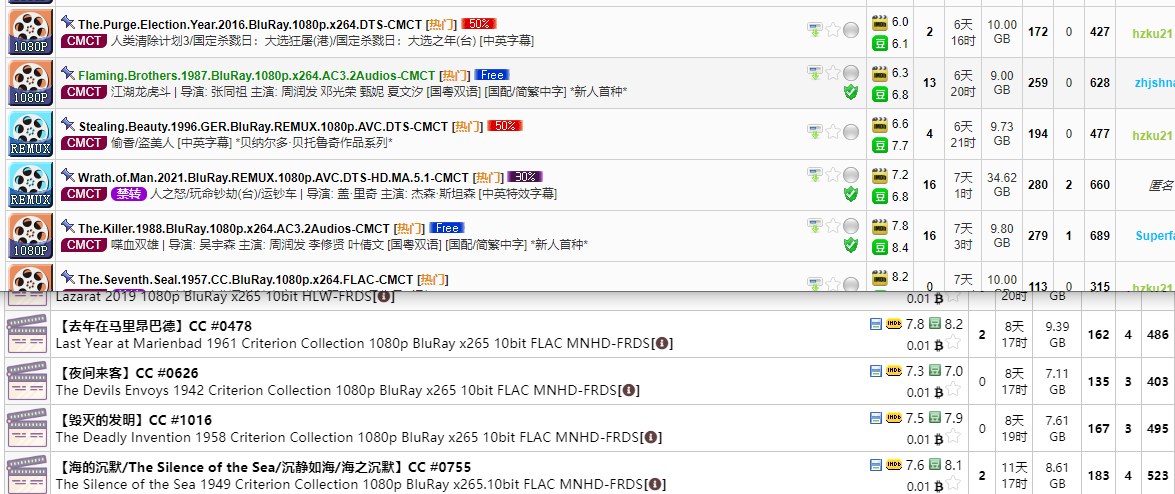 The.Purge.Election.Year.2016.BluRay.1080p.x264.DTS-CMCT [热门] 50%
1080P CMCT 人类清除计划3/国定杀戮日：大选狂屠(港)/国定杀戮日：大选之年(台) [中英字幕]
6.0 豆 6.1 2 6天 16时 10.00 GB 172 0 427 hzku21
Flaming.Brothers.1987.BluRay.1080p.x264.AC3.2Audios-CMCT [热门] Free
1080P CMCT 江湖龙虎斗 | 导演: 张同祖 主演: 周润发 邓光荣 甄妮 夏文汐 [国粤双语] [国配/简繁中字] *新人首种*
6.3 豆 6.8 13 6天 20时 9.00 GB 259 0 628 zhjshna
Stealing.Beauty.1996.GER.BluRay.REMUX.1080p.AVC.DTS-CMCT [热门] 50%
REMUX CMCT 偷香/盗美人 [中英字幕] *贝纳尔多·贝托鲁奇作品系列*
6.6 豆 7.7 4 6天 21时 9.73 GB 194 0 477 hzku21
Wrath.of.Man.2021.BluRay.REMUX.1080p.AVC.DTS-HD.MA.5.1-CMCT [热门] 30%
REMUX CMCT 禁转 人之怒/玩命钞劫(台)/运钞车 | 导演: 盖·里奇 主演: 杰森·斯坦森 [中英特效字幕]
7.2 豆 6.8 16 7天 1时 34.62 GB 280 2 660 匿名
The.Killer.1988.BluRay.1080p.x264.AC3.2Audios-CMCT [热门] Free
1080P CMCT 喋血双雄 | 导演: 吴宇森 主演: 周润发 李修贤 叶倩文 [国粤双语] [国配/简繁中字] *新人首种*
7.8 豆 8.4 16 7天 3时 9.80 GB 279 1 689 Superfa
The.Seventh.Seal.1957.CC.BluRay.1080p.x264.FLAC-CMCT [热门]
8.2 0 7天 10.00 113 0 315 hzku21
Lazarat 2019 1080p BluRay x265 10bit HLW-FRDS[i]
0.01 20时 GB
【去年在马里昂巴德】CC #0478
Last Year at Marienbad 1961 Criterion Collection 1080p BluRay x265 10bit FLAC MNHD-FRDS[i]
IMDb 7.8 豆 8.2 0.01 2 8天 17时 9.39 GB 162 4 486
【夜间来客】CC #0626
The Devils Envoys 1942 Criterion Collection 1080p BluRay x265 10bit FLAC MNHD-FRDS[i]
IMDb 7.3 豆 7.0 0.01 0 8天 17时 7.11 GB 135 3 403
【毁灭的发明】CC #1016
The Deadly Invention 1958 Criterion Collection 1080p BluRay x265 10bit FLAC MNHD-FRDS[i]
IMDb 7.5 豆 7.9 0.01 0 8天 19时 7.61 GB 167 3 495
【海的沉默/The Silence of the Sea/沉静如海/海之沉默】CC #0755
The Silence of the Sea 1949 Criterion Collection 1080p BluRay x265.10bit FLAC MNHD-FRDS[i]
IMDb 7.6 豆 8.1 0.01 2 11天 17时 8.61 GB 183 4 523